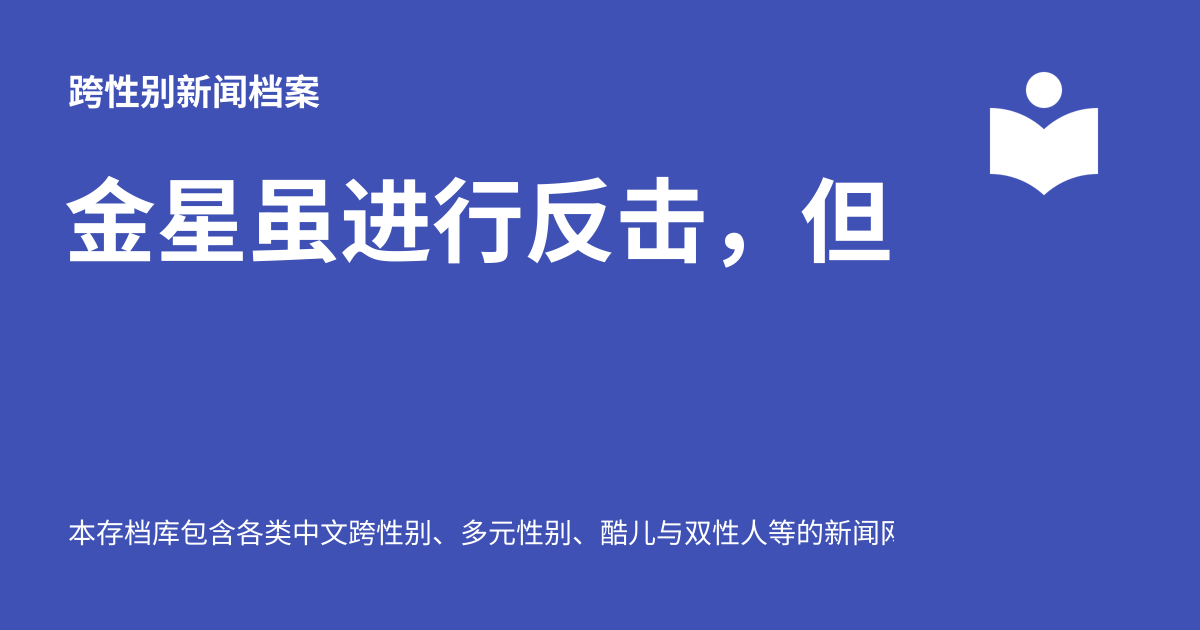 跨性别新闻档案
金星虽进行反击，但
本存档库包含各类中文跨性别、多元性别、酷儿与双性人等的新闻